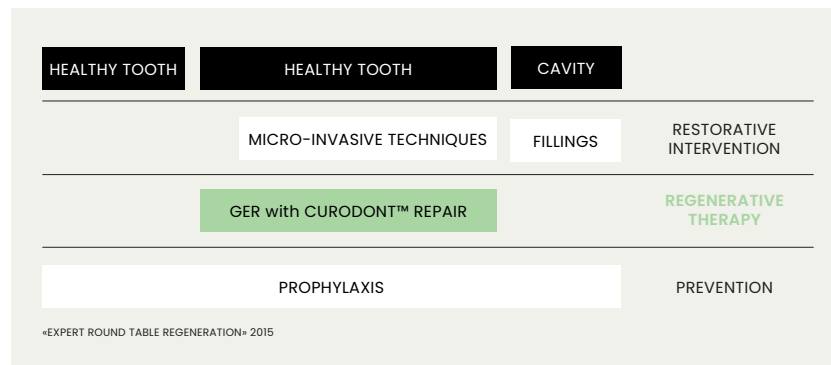 HEALTHY TOOTH
HEALTHY TOOTH
CAVITY
MICRO-INVASIVE TECHNIQUES
FILLINGS
RESTORATIVE
INTERVENTION
GER with CURODONT™ REPAIR
REGENERATIVE
THERAPY
PROPHYLAXIS
PREVENTION
«EXPERT ROUND TABLE REGENERATION» 2015